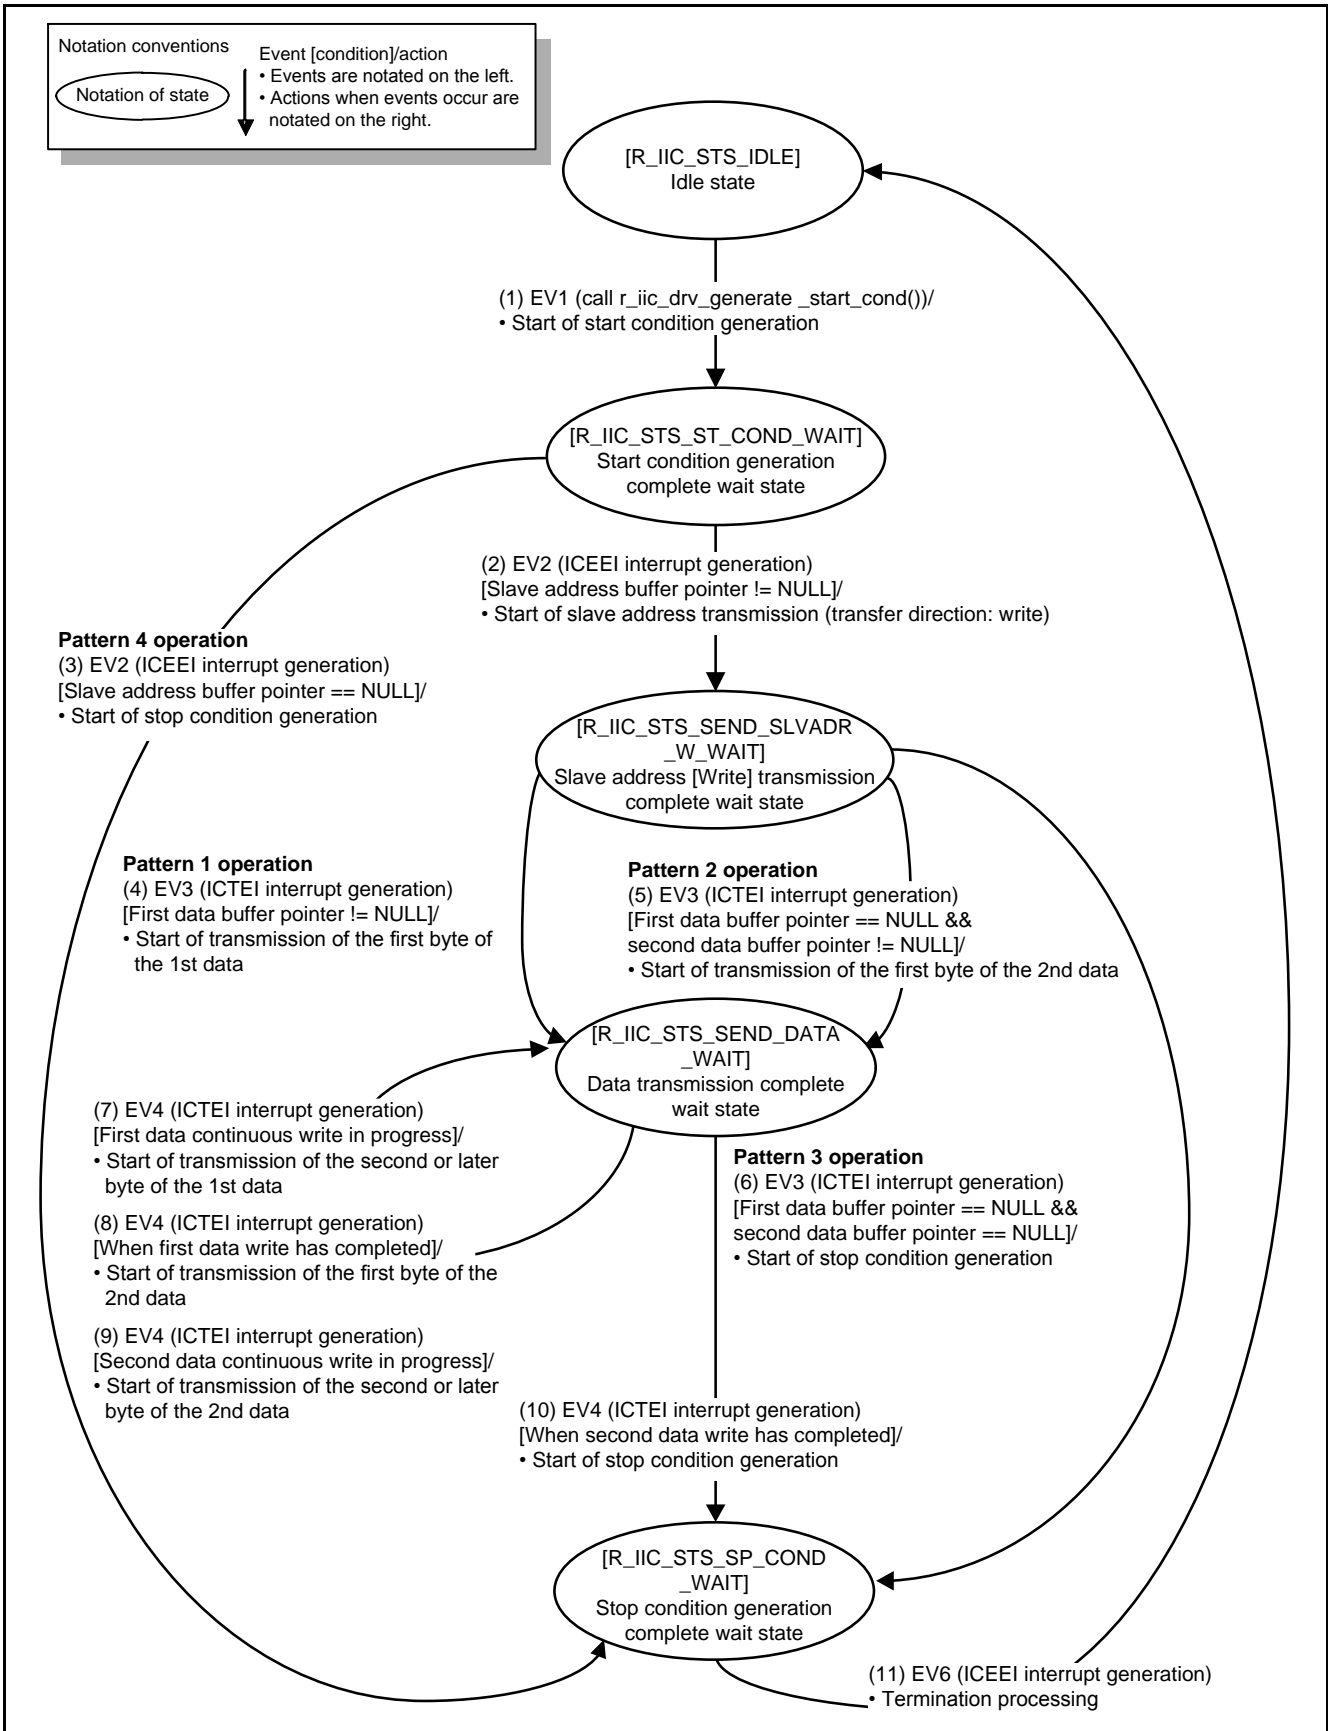 Notation conventions
Notation of state
Event [condition]/action
• Events are notated on the left.
• Actions when events occur are
notated on the right.
[R_IIC_STS_IDLE]
Idle state
(1) EV1 (call r_iic_drv_generate _start_cond())/
• Start of start condition generation
[R_IIC_STS_ST_COND_WAIT]
Start condition generation
complete wait state
(2) EV2 (ICEEI interrupt generation)
[Slave address buffer pointer != NULL]/
• Start of slave address transmission (transfer direction: write)
Pattern 4 operation
(3) EV2 (ICEEI interrupt generation)
[Slave address buffer pointer == NULL]/
• Start of stop condition generation
[R_IIC_STS_SEND_SLVADR
_W_WAIT]
Slave address [Write] transmission
complete wait state
Pattern 1 operation
(4) EV3 (ICTEI interrupt generation)
[First data buffer pointer != NULL]/
• Start of transmission of the first byte of
the 1st data
Pattern 2 operation
(5) EV3 (ICTEI interrupt generation)
[First data buffer pointer == NULL &&
second data buffer pointer != NULL]/
• Start of transmission of the first byte of the 2nd data
[R_IIC_STS_SEND_DATA
_WAIT]
Data transmission complete
wait state
(7) EV4 (ICTEI interrupt generation)
[First data continuous write in progress]/
• Start of transmission of the second or later
byte of the 1st data
(8) EV4 (ICTEI interrupt generation)
[When first data write has completed]/
• Start of transmission of the first byte of the
2nd data
(9) EV4 (ICTEI interrupt generation)
[Second data continuous write in progress]/
• Start of transmission of the second or later
byte of the 2nd data
Pattern 3 operation
(6) EV3 (ICTEI interrupt generation)
[First data buffer pointer == NULL &&
second data buffer pointer == NULL]/
• Start of stop condition generation
(10) EV4 (ICTEI interrupt generation)
[When second data write has completed]/
• Start of stop condition generation
[R_IIC_STS_SP_COND
_WAIT]
Stop condition generation
complete wait state
(11) EV6 (ICEEI interrupt generation)
• Termination processing